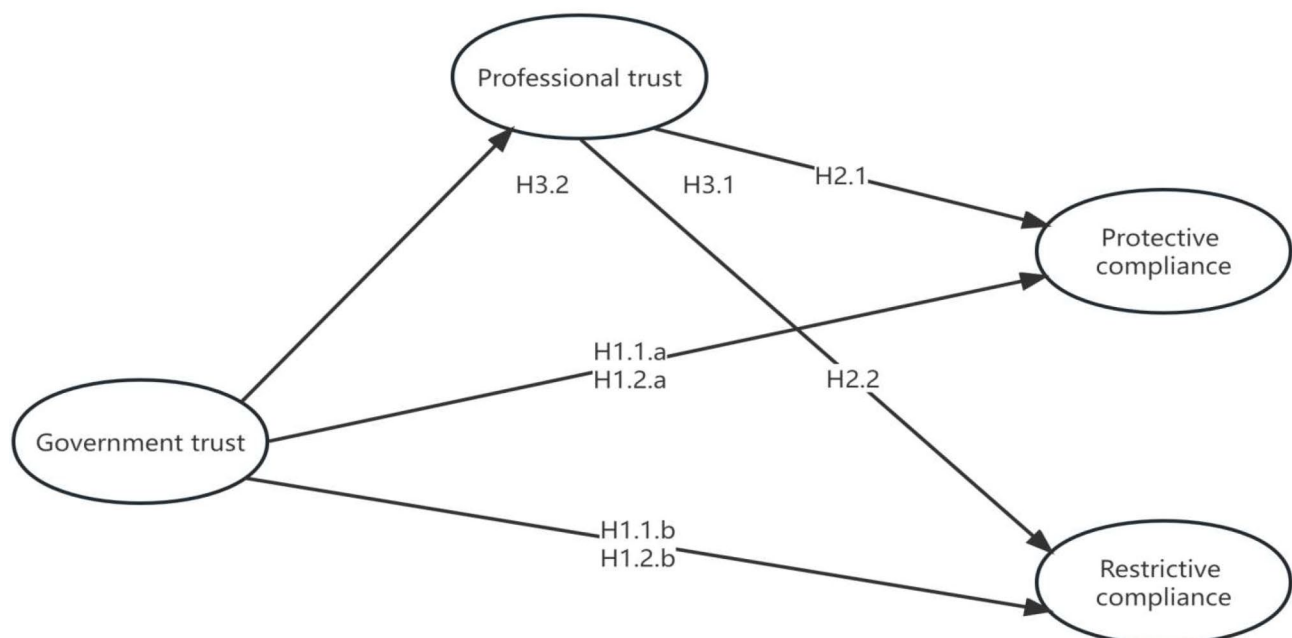 Professional trust
H3.2
H3.1
H2.1
Protective
compliance
H1.1.a
H1.2.a
H2.2
Government trust
H1.1.b
H1.2.b
Restrictive
compliance